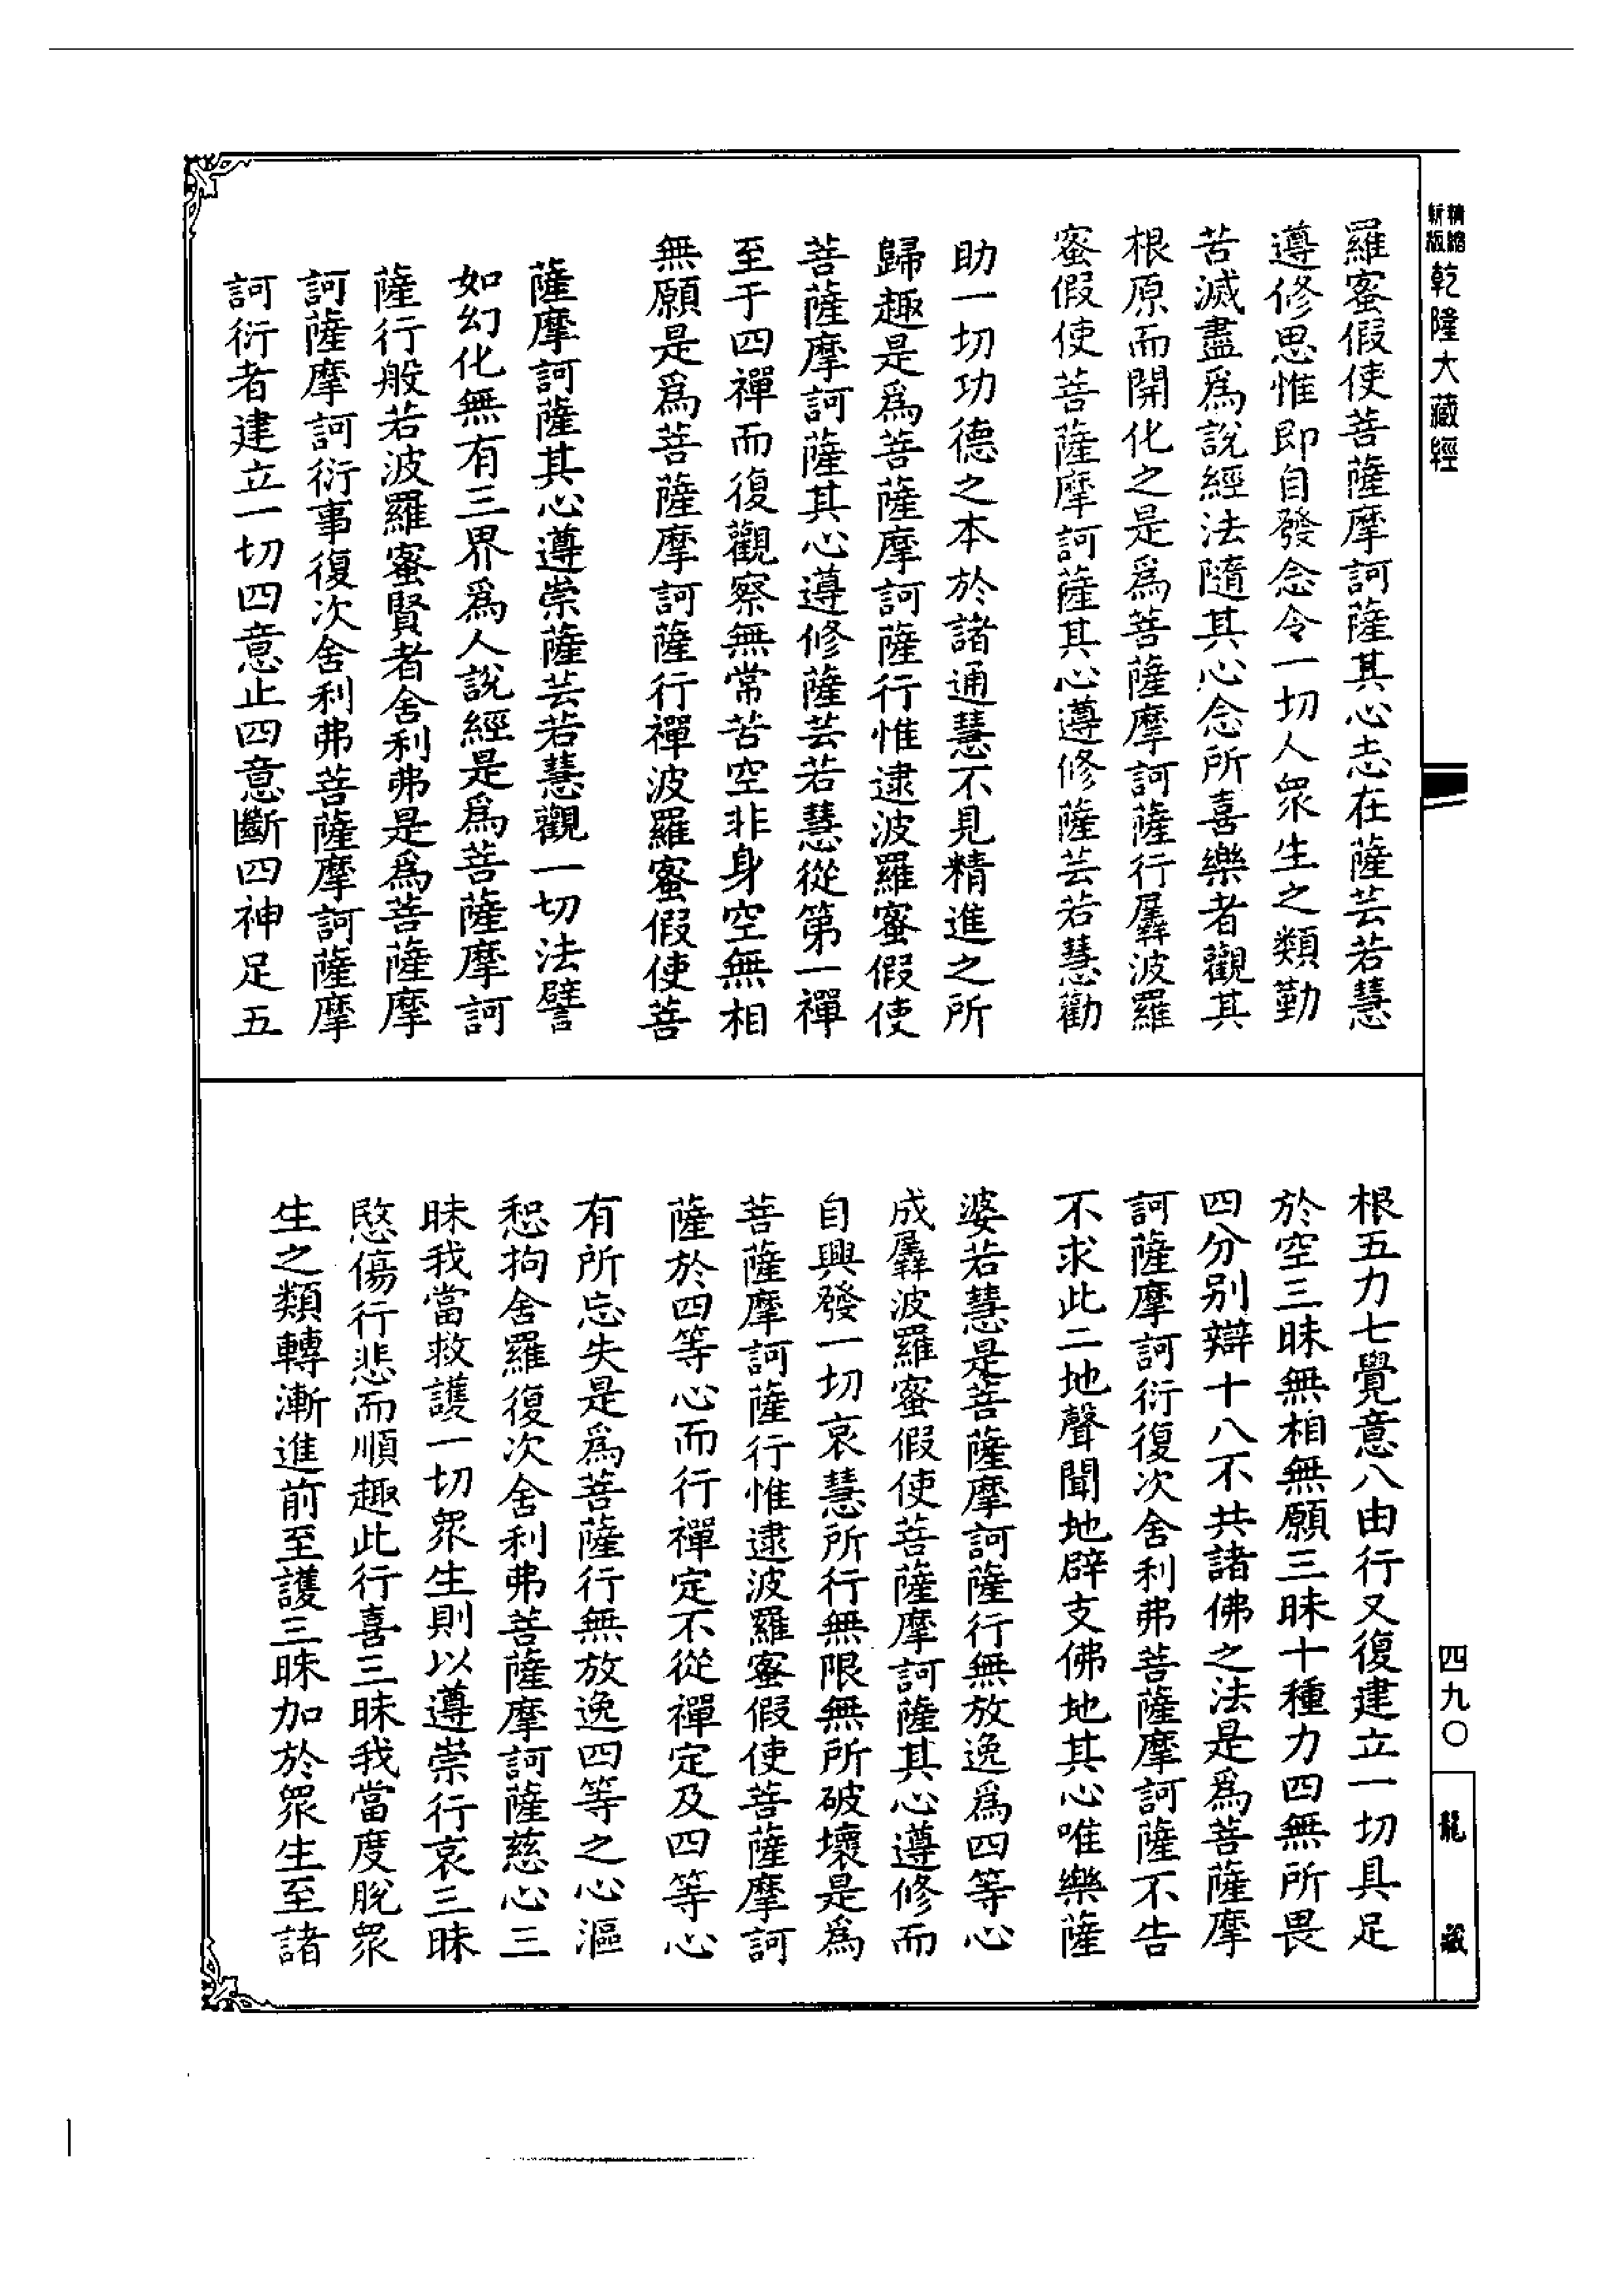 精縮新版乾隆大藏經
羅蜜假使菩薩摩訶薩其心志在薩芸若慧
遵修思惟即自發念令一切人衆生之類勤
苦滅盡爲說經法隨其心念所喜樂者觀其
根原而開化之是爲菩薩摩訶薩行羼波羅
蜜假使菩薩摩訶薩其心遵修薩芸若慧勸
助一切功德之本於諸通慧不見精進之所
歸趣是爲菩薩摩訶薩行惟逮波羅蜜假使
菩薩摩訶薩其心遵修薩芸若慧從第一禪
至于四禪而復觀察無常苦空非身空無相
無願是爲菩薩摩訶薩行禪波羅蜜假使菩
薩摩訶薩其心遵崇薩芸若慧觀一切法譬
如幻化無有三界爲人說經是爲菩薩摩訶
薩行般若波羅蜜賢者舍利弗是爲菩薩摩
訶薩摩訶衍事復次舍利弗菩薩摩訶薩摩
訶衍者建立一切四意止四意斷四神足五
根五力七覺意八由行又復建立一切具足
於空三昧無相無願三昧十種力四無所畏
四分别辯十八不共諸佛之法是爲菩薩摩
訶薩摩訶衍復次舍利弗菩薩摩訶薩不告
不求此二地聲聞地辟支佛地其心唯樂薩
婆若慧是菩薩摩訶薩行無放逸爲四等心
成羼波羅蜜假使菩薩摩訶薩其心遵修而
自興發一切哀慧所行無限無所破壞是爲
菩薩摩訶薩行惟逮波羅蜜假使菩薩摩訶
薩於四等心而行禪定不從禪定及四等心
有所忘失是爲菩薩行無放逸四等之心漚
惒拘舍羅復次舍利弗菩薩摩訶薩慈心三
昧我當救護一切衆生則以遵崇行哀三昧
愍傷行悲而順趣此行喜三昧我當度脫衆
生之類轉漸進前至護三昧加於衆生至諸
四九〇
龍藏